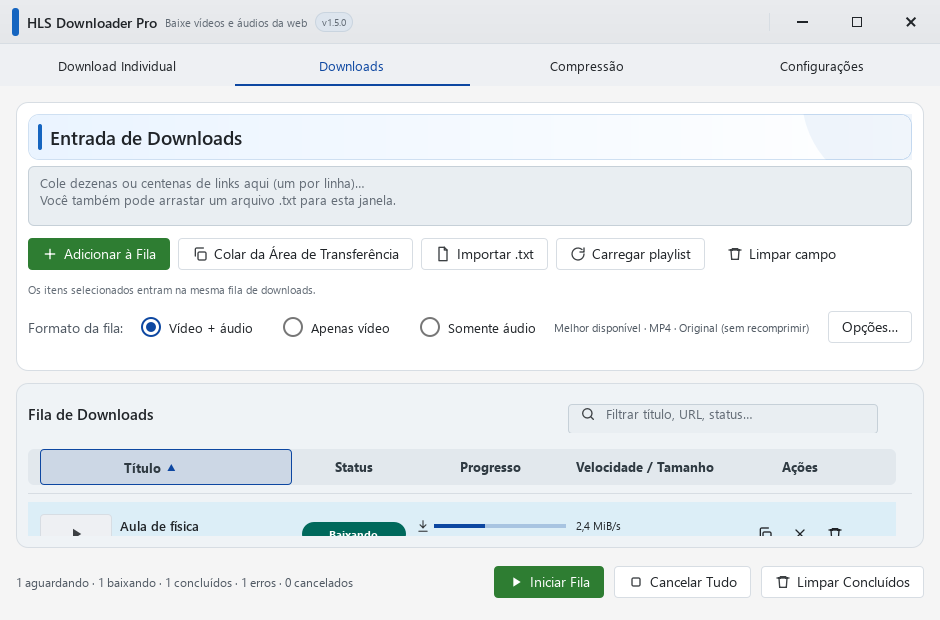 HLS Downloader Pro Baixe vídeos e áudios da web v1.5.0
Download Individual Downloads Compressão Configurações
Entrada de Downloads
Cole dezenas ou centenas de links aqui (um por linha)...
Você também pode arrastar um arquivo .txt para esta janela.
Adicionar à Fila Colar da Área de Transferência Importar .txt Carregar playlist Limpar campo
Os itens selecionados entram na mesma fila de downloads.
Formato da fila: Vídeo + áudio Apenas vídeo Somente áudio Melhor disponível · MP4 · Original (sem recomprimir) Opções...
Fila de Downloads Filtrar título, URL, status...
Título ▲ Status Progresso Velocidade / Tamanho Ações
Aula de física Baixando 2,4 MiB/s
1 aguardando · 1 baixando · 1 concluídos · 1 erros · 0 cancelados Iniciar Fila Cancelar Tudo Limpar Concluídos